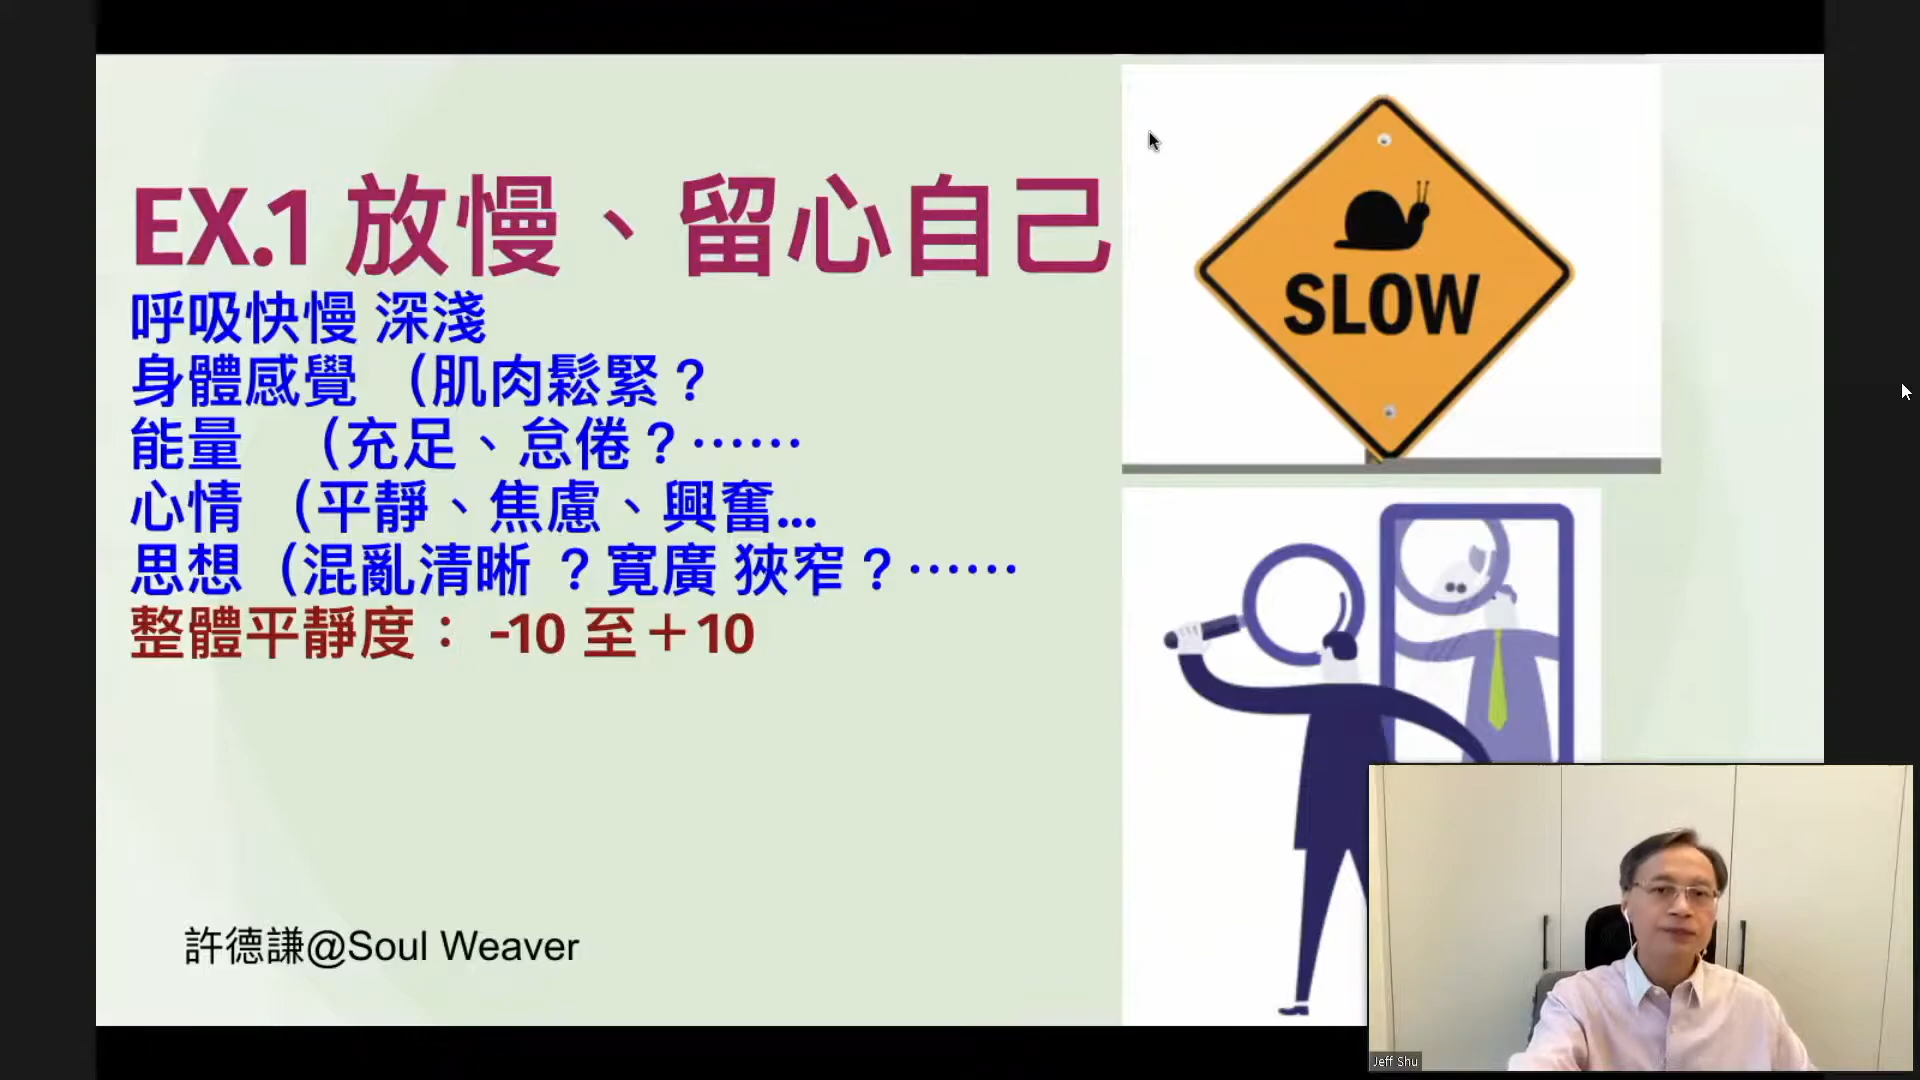 EX.1 放慢、留心自己
呼吸快慢 深淺
身體感覺 （肌肉鬆緊？
能量 （充足、怠倦？……
心情 （平靜、焦慮、興奮...
思想（混亂清晰 ？寬廣 狹窄？……
整體平靜度： -10 至＋10
許德謙@Soul Weaver
SLOW
Jeff Shu